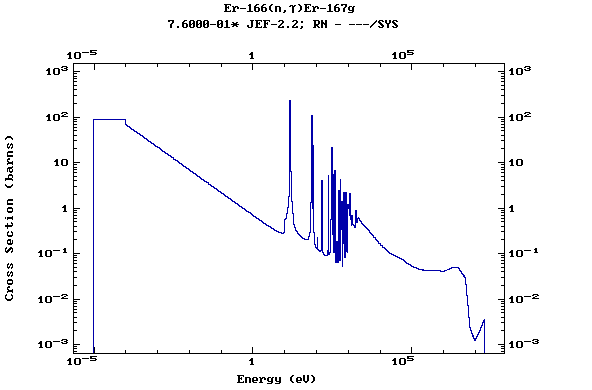 Er-166(n,γ)Er-167g
7.6000-01* JEF-2.2; RN - ---/SYS
10⁻⁵ 1 10⁵
10³ 10³
10² 10²
10 10
1 1
10⁻¹ 10⁻¹
10⁻² 10⁻²
10⁻³ 10⁻³
10⁻⁵ 1 10⁵
Cross Section (barns)
Energy (eV)